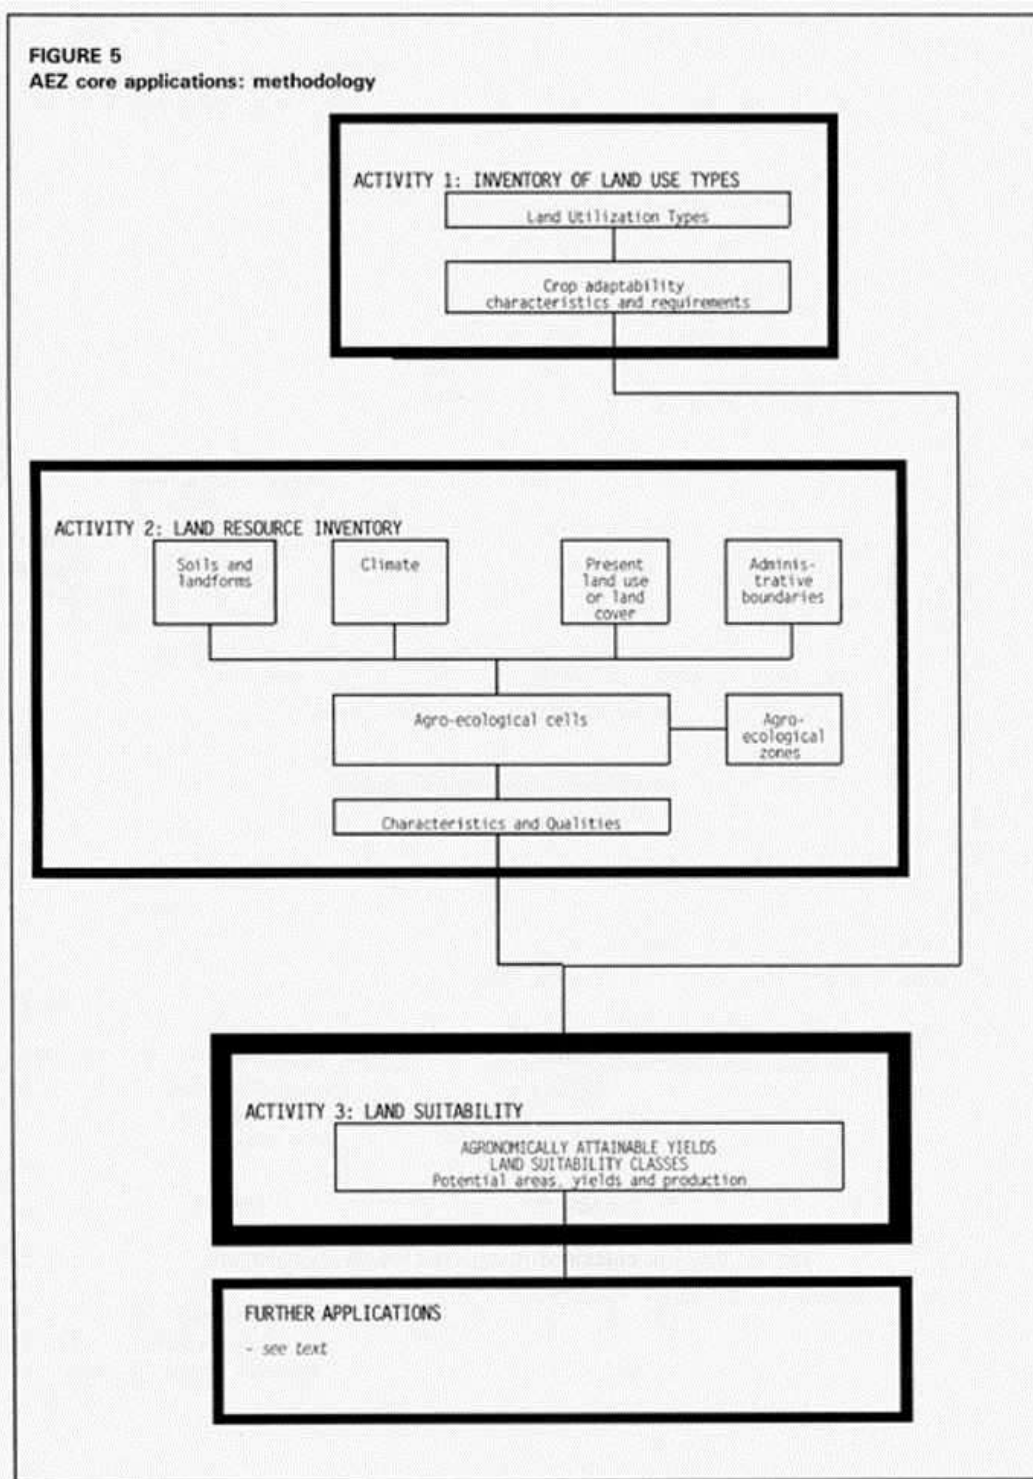 FIGURE 5
AEZ core applications: methodology
ACTIVITY 1: INVENTORY OF LAND USE TYPES
Land Utilization Types
Crop adaptability
characteristics and requirements
ACTIVITY 2: LAND RESOURCE INVENTORY
Soils and
landforms
Climate
Present
land use
or land
cover
Adminis-
trative
boundaries
Agro-ecological cells
Agro-
ecological
zones
Characteristics and Qualities
ACTIVITY 3: LAND SUITABILITY
AGRONOMICALLY ATTAINABLE YIELDS
LAND SUITABILITY CLASSES
Potential areas, yields and production
FURTHER APPLICATIONS
- see text